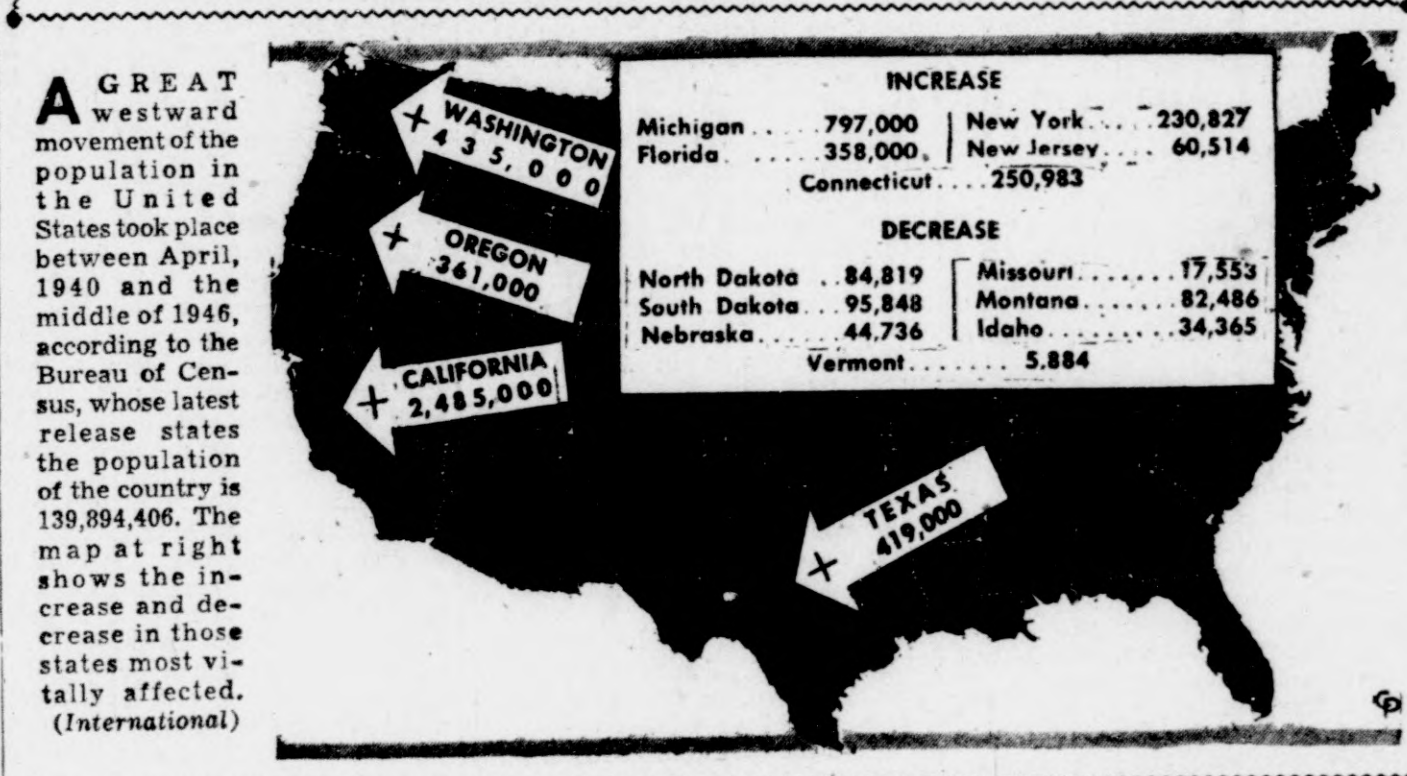 A GREAT
westward
movement of the
population in
the United
States took place
between April,
1940 and the
middle of 1946,
according to the
Bureau of Cen-
sus, whose latest
release states
the population
of the country is
139,894,406. The
map at right
shows the in-
crease and de-
crease in those
states most vi-
tally affected.
(International)
+ WASHINGTON
435,000
+ OREGON
361,000
+ CALIFORNIA
2,485,000
+ TEXAS
419,000
INCREASE
Michigan . . . . . 797,000 | New York . . . . 230,827
Florida . . . . . . . 358,000 | New Jersey . . . . 60,514
Connecticut . . . . 250,983
DECREASE
North Dakota . . 84,819 | Missouri . . . . . . . 17,553
South Dakota . . . 95,848 | Montana . . . . . . . 82,486
Nebraska . . . . . . 44,736 | Idaho . . . . . . . . . 34,365
Vermont . . . . . . . 5.884
CP